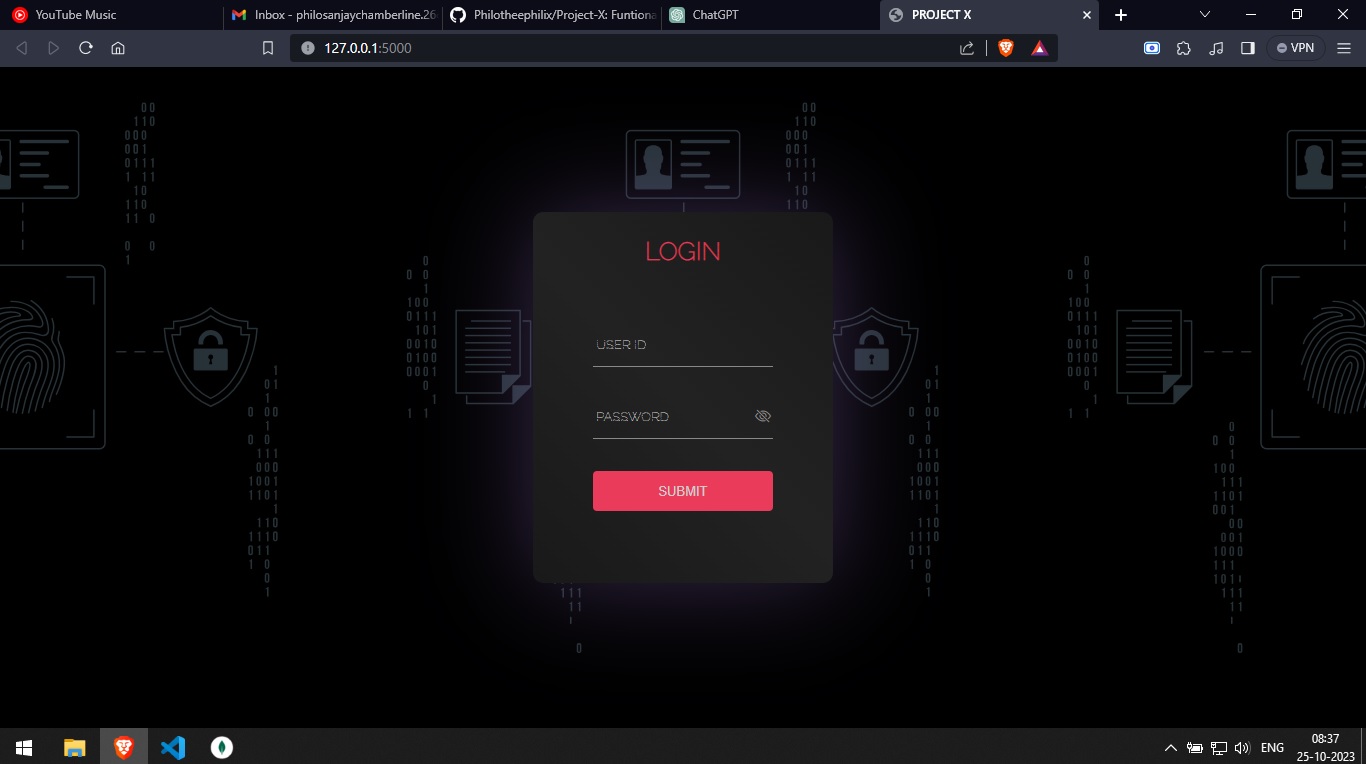 YouTube Music
Inbox - philosanjaychamberline.26
Philotheephilix/Project-X: Funtiona
ChatGPT
PROJECT X
127.0.0.1:5000
VPN
LOGIN
USER ID
PASSWORD
SUBMIT
ENG
08:37
25-10-2023